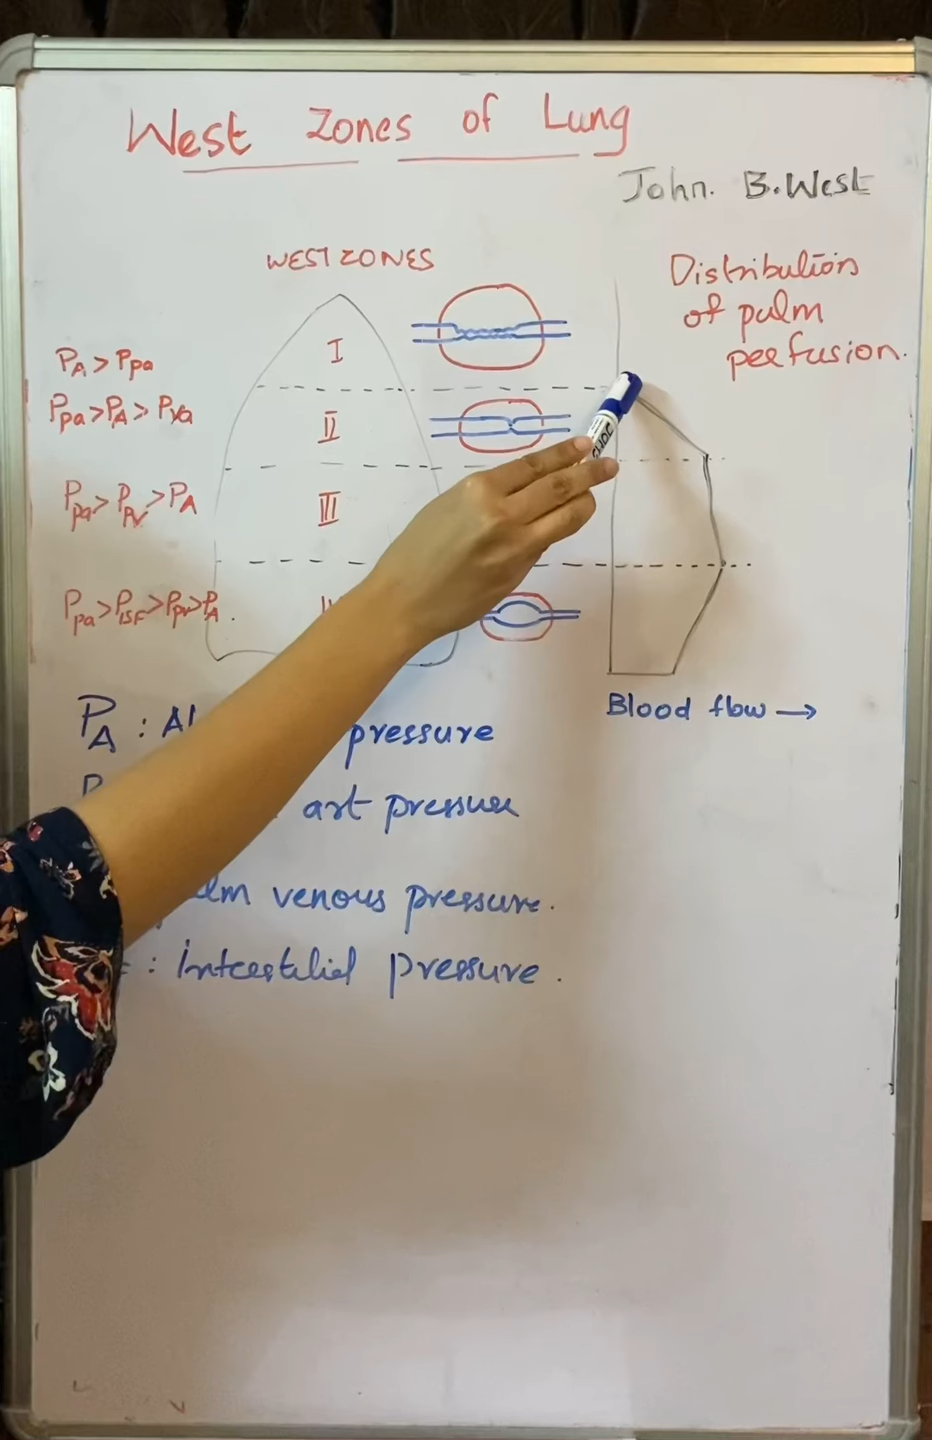 West Zones of Lung
John. B. West
WEST ZONES
Distribution
of pulm
perfusion.
I
PA > Ppa
Ppa > PA > Pva
II
Ppa > Ppv > PA
III
Ppa > PISF > Ppv > PA.
Blood flow →
PA : Al pressure
art pressure
venous pressure.
: interstitial pressure.